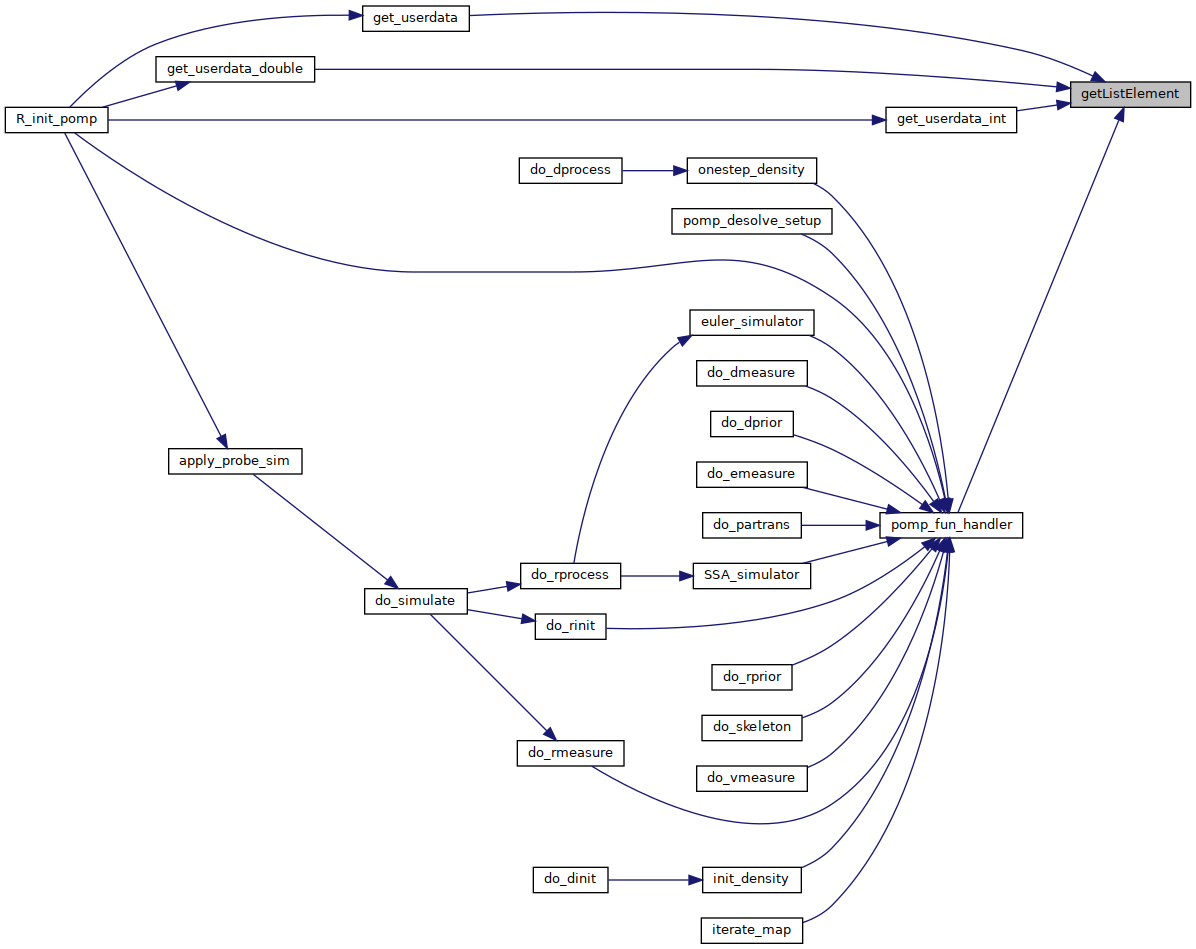 get_userdata
get_userdata_double
getListElement
R_init_pomp
get_userdata_int
do_dprocess
onestep_density
pomp_desolve_setup
euler_simulator
do_dmeasure
do_dprior
apply_probe_sim
do_emeasure
do_partrans
pomp_fun_handler
do_rprocess
SSA_simulator
do_simulate
do_rinit
do_rprior
do_skeleton
do_rmeasure
do_vmeasure
do_dinit
init_density
iterate_map